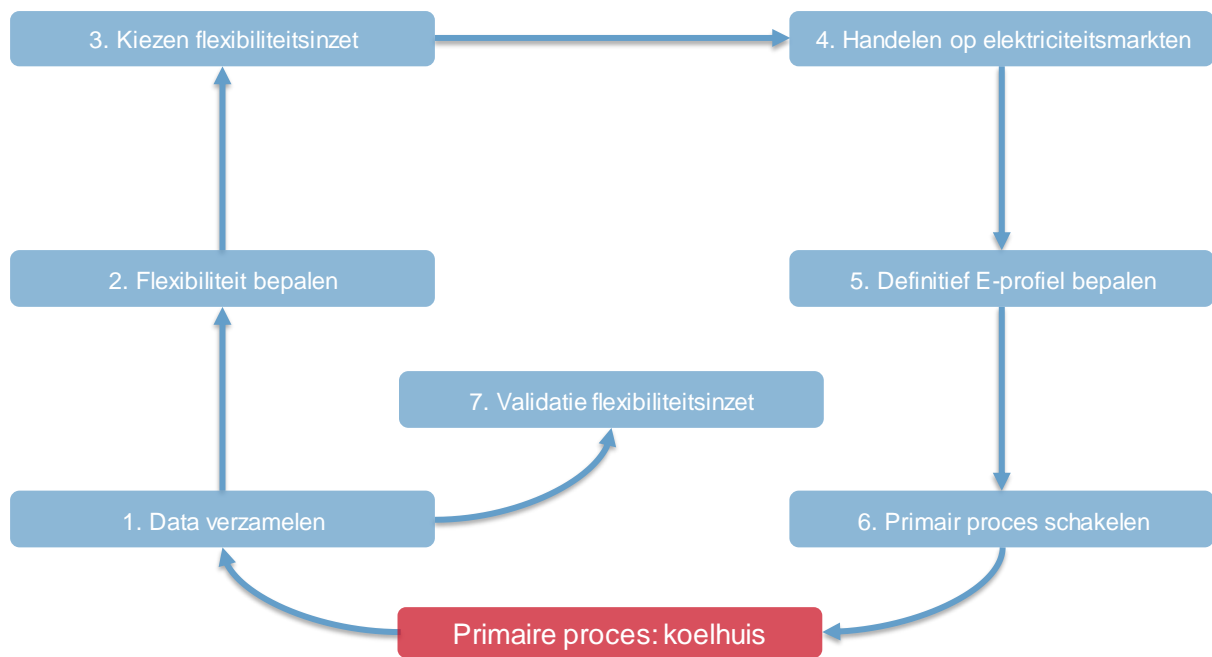 3. Kiezen flexibiliteitsinzet
4. Handelen op elektriciteitsmarkten
2. Flexibiliteit bepalen
5. Definitief E-profiel bepalen
7. Validatie flexibiliteitsinzet
1. Data verzamelen
6. Primair proces schakelen
Primaire proces: koelhuis